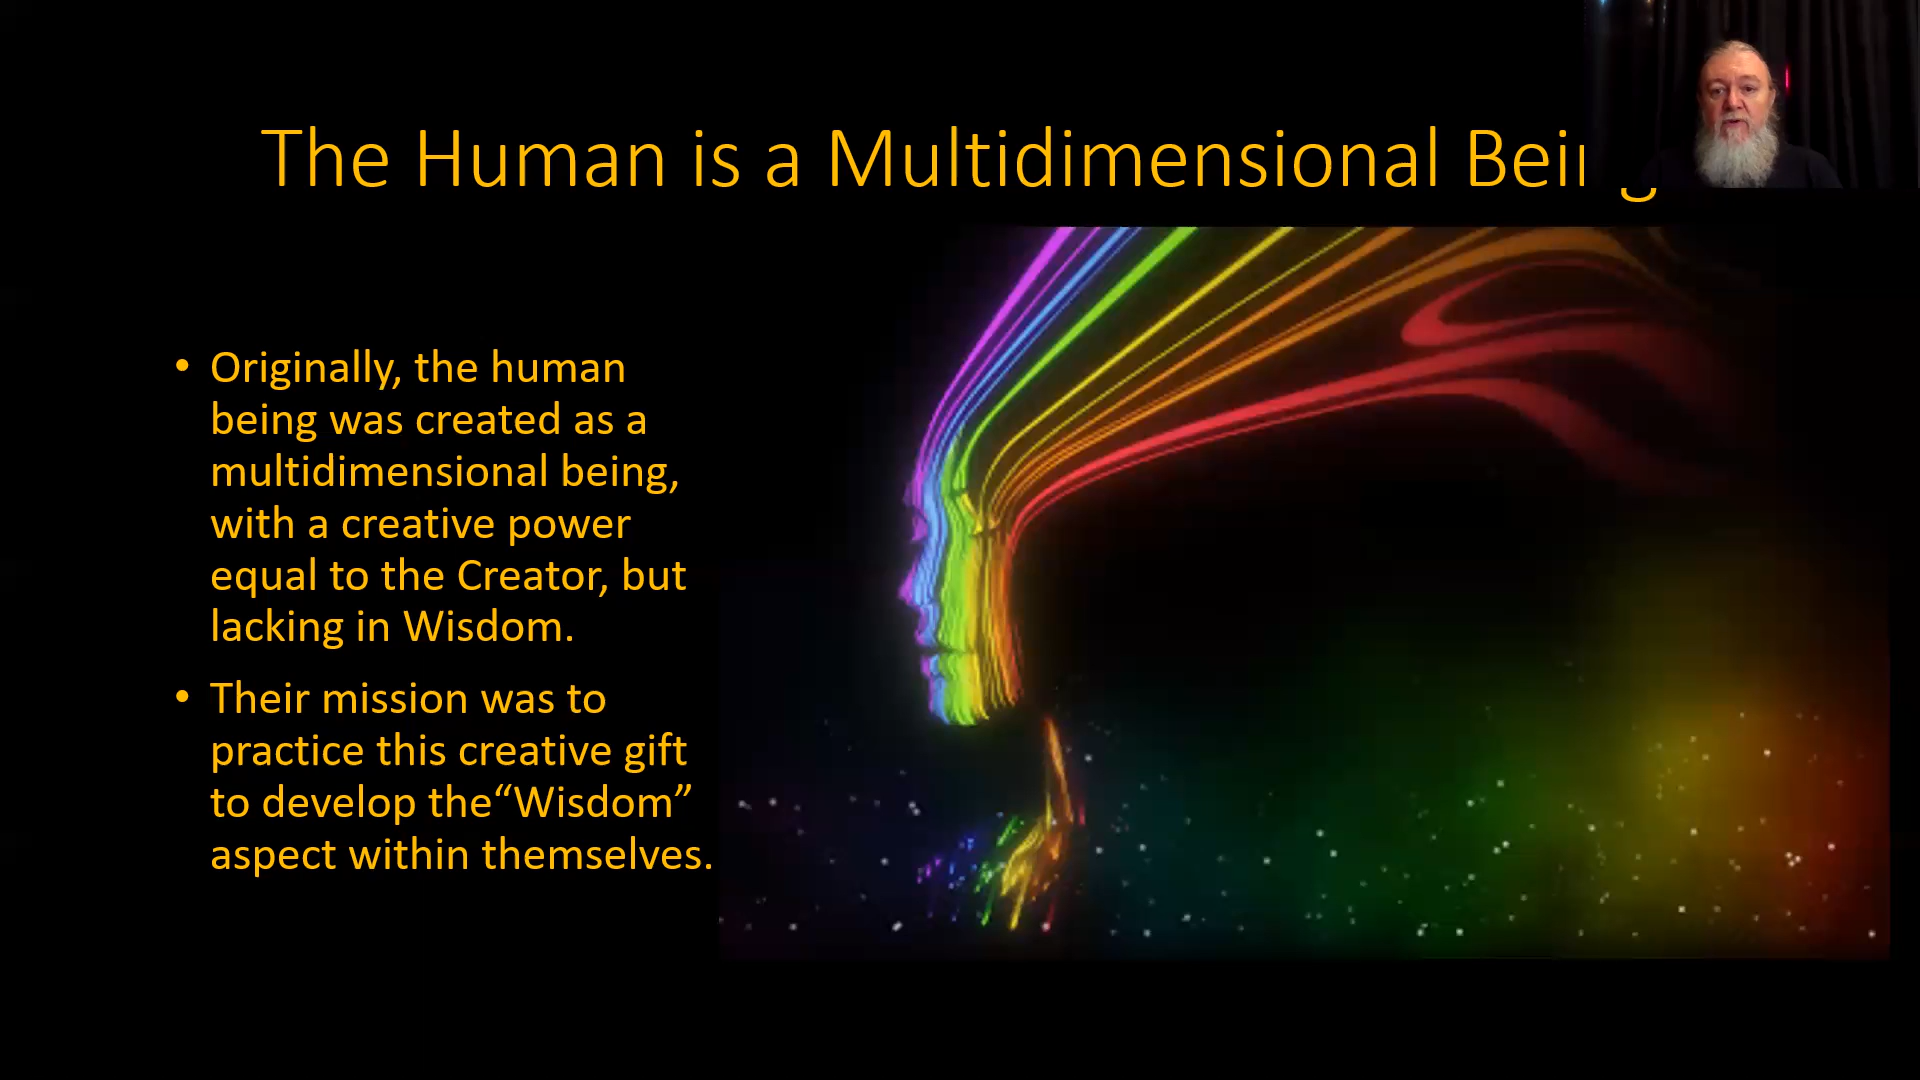 The Human is a Multidimensional Being
• Originally, the human
being was created as a
multidimensional being,
with a creative power
equal to the Creator, but
lacking in Wisdom.
• Their mission was to
practice this creative gift
to develop the“Wisdom”
aspect within themselves.